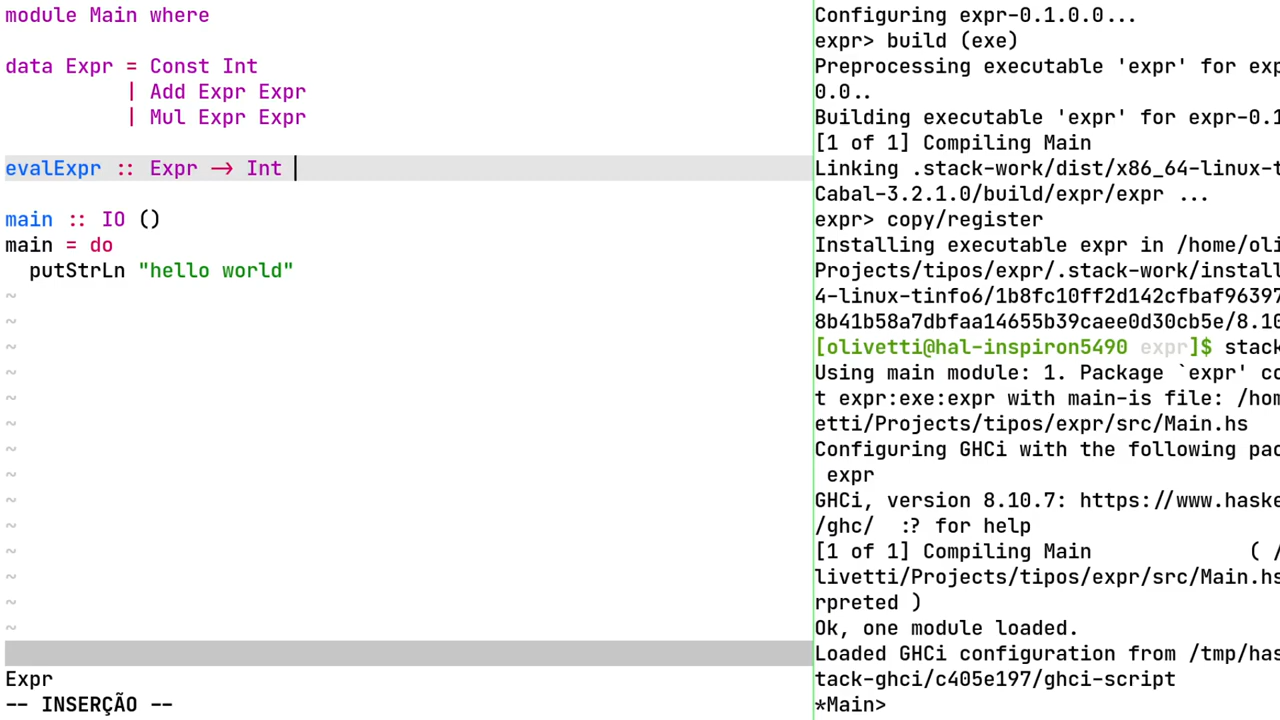 module Main where
data Expr = Const Int
| Add Expr Expr
| Mul Expr Expr
evalExpr :: Expr -> Int
main :: IO ()
main = do
putStrLn "hello world"
~
~
~
~
~
~
~
~
~
~
~
~
~
~
Expr
-- INSERÇÃO --
Configuring expr-0.1.0.0...
expr> build (exe)
Preprocessing executable 'expr' for exp
0.0..
Building executable 'expr' for expr-0.1
[1 of 1] Compiling Main
Linking .stack-work/dist/x86_64-linux-t
Cabal-3.2.1.0/build/expr/expr ...
expr> copy/register
Installing executable expr in /home/oli
Projects/tipos/expr/.stack-work/install
4-linux-tinfo6/1b8fc10ff2d142cfbaf96397
8b41b58a7dbfaa14655b39caee0d30cb5e/8.10
[olivetti@hal-inspiron5490 expr]$ stack
Using main module: 1. Package `expr' co
t expr:exe:expr with main-is file: /hom
etti/Projects/tipos/expr/src/Main.hs
Configuring GHCi with the following pac
expr
GHCi, version 8.10.7: https://www.haske
/ghc/  :? for help
[1 of 1] Compiling Main ( /
livetti/Projects/tipos/expr/src/Main.hs
rpreted )
Ok, one module loaded.
Loaded GHCi configuration from /tmp/has
tack-ghci/c405e197/ghci-script
*Main>